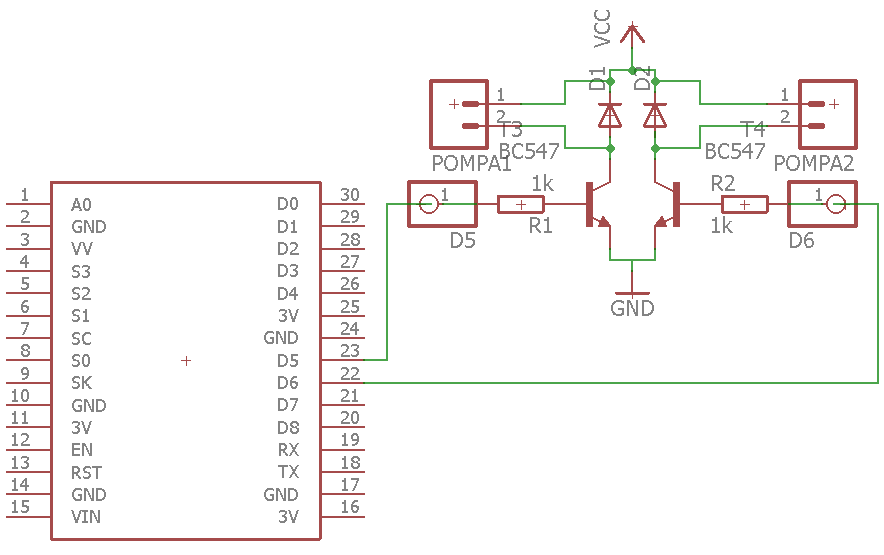 VCC
D1
D2
1
2
POMPA1
T3
BC547
T4
BC547
1
2
POMPA2
1
D5
1k
R1
R2
1k
1
D6
GND
1 A0 D0 30
2 GND D1 29
3 VV D2 28
4 S3 D3 27
5 S2 D4 26
6 S1 3V 25
7 SC GND 24
8 S0 D5 23
9 SK D6 22
10 GND D7 21
11 3V D8 20
12 EN RX 19
13 RST TX 18
14 GND GND 17
15 VIN 3V 16